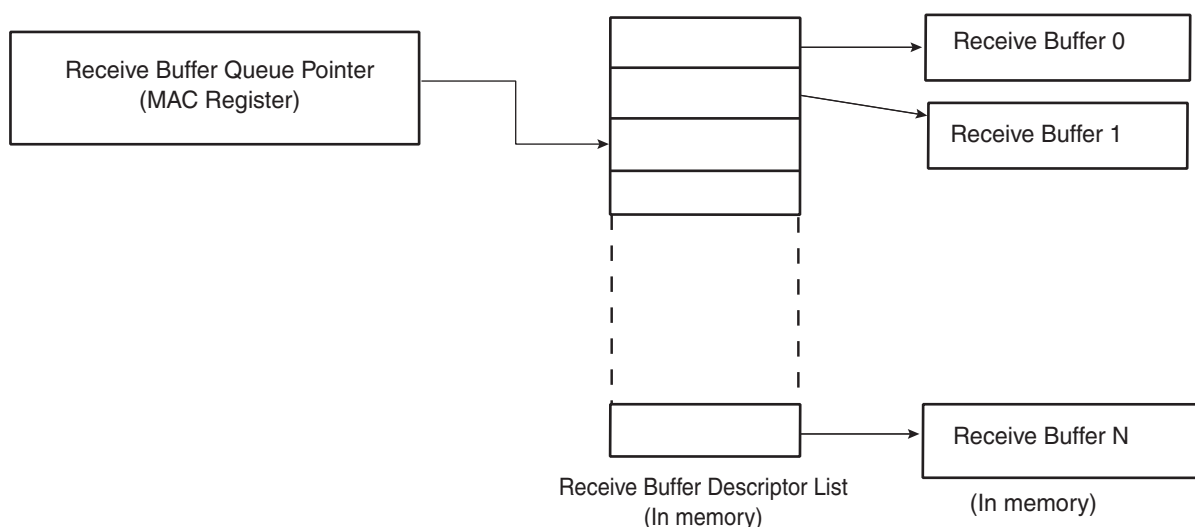 Receive Buffer Queue Pointer
(MAC Register)
Receive Buffer 0
Receive Buffer 1
Receive Buffer N
Receive Buffer Descriptor List
(In memory)
(In memory)